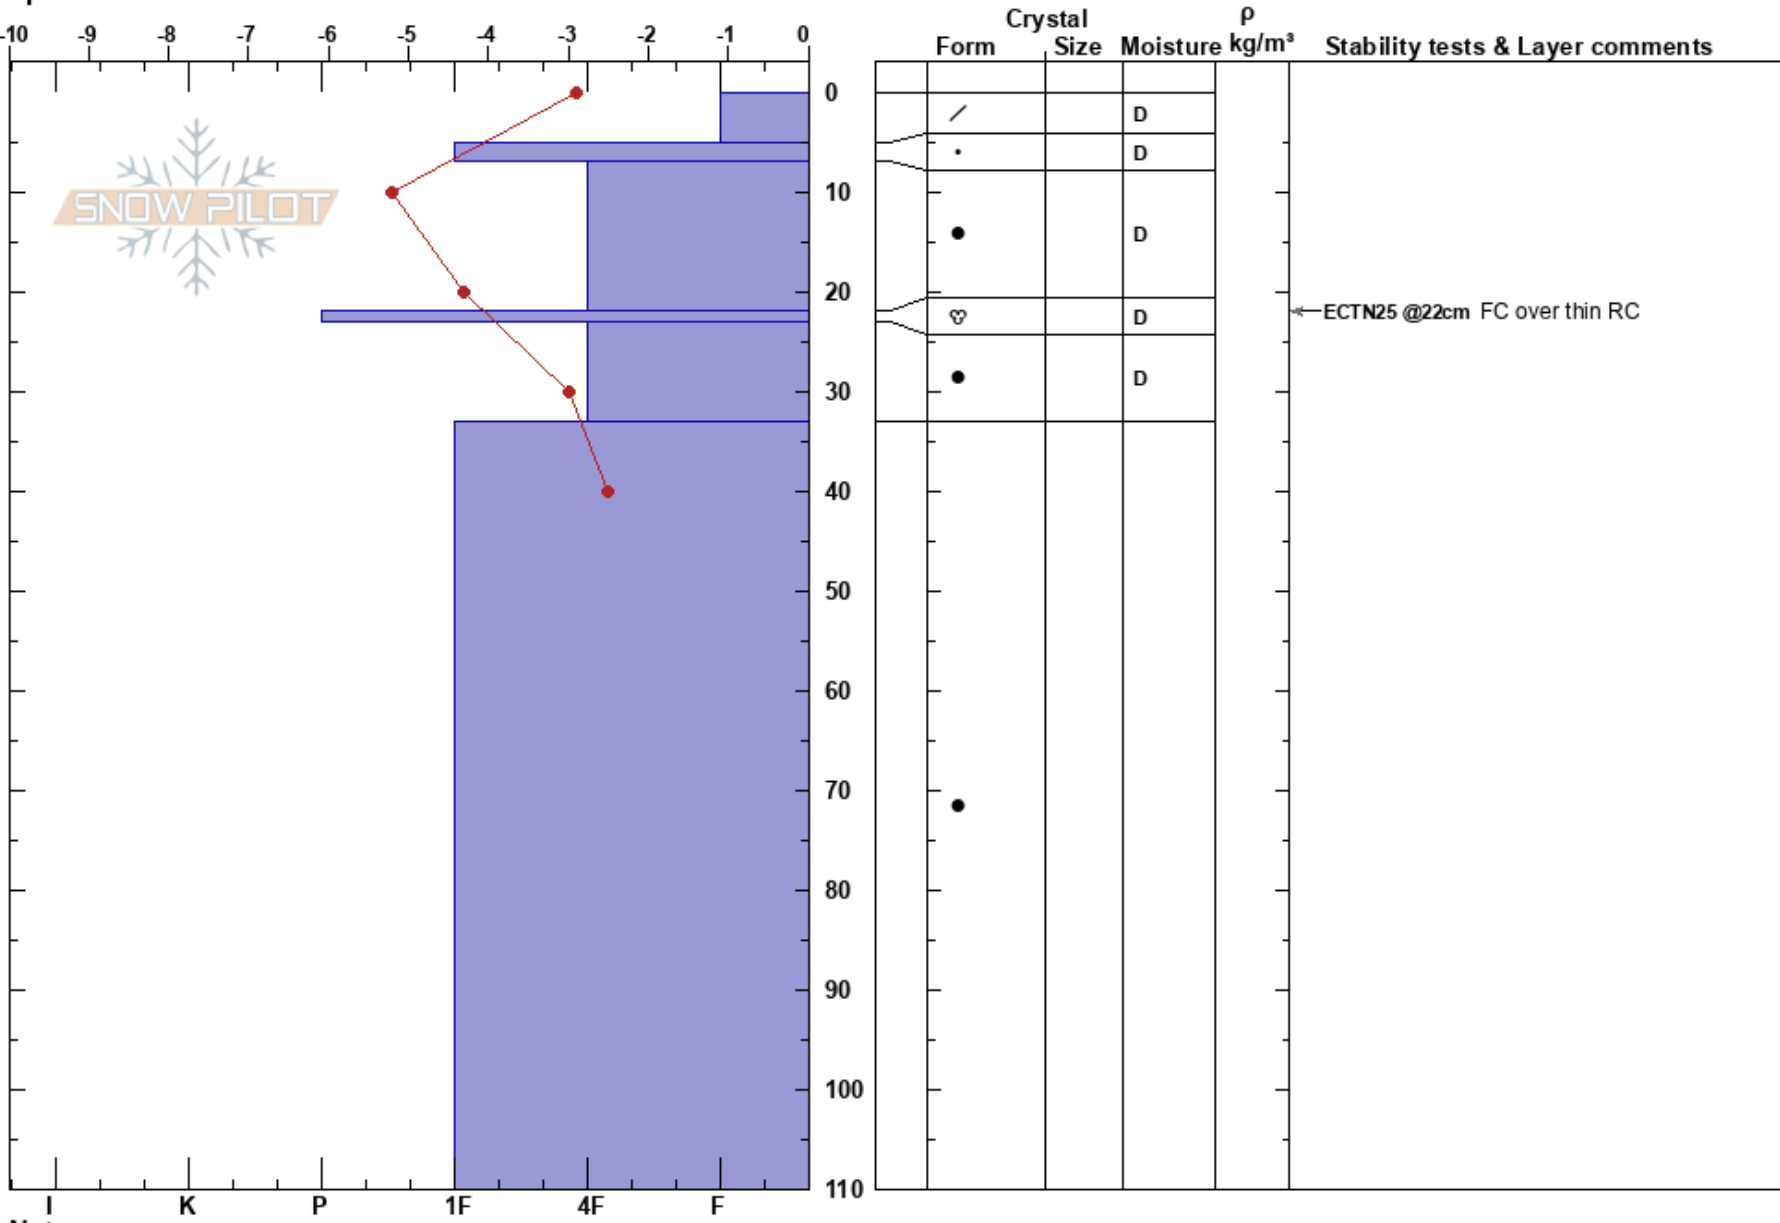 Crystal ρ
-10 -9 -8 -7 -6 -5 -4 -3 -2 -1 0
Form Size Moisture kg/m³ Stability tests & Layer comments
0
D
D
SNOW PILOT
10
D
20
D
ECTN25 @22cm FC over thin RC
30
D
40
50
60
70
80
90
100
110
I K P 1F 4F F